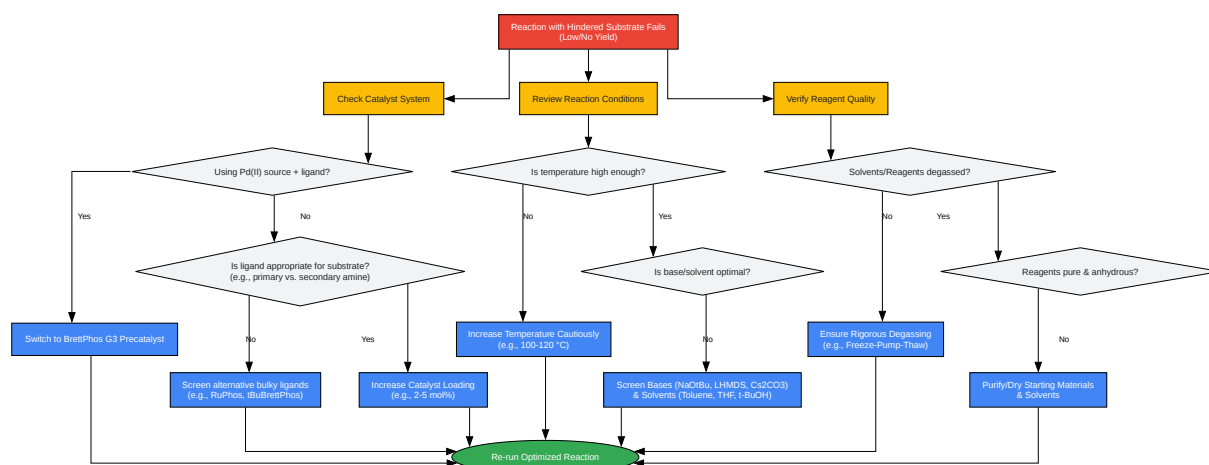 Reaction with Hindered Substrate Fails
(Low/No Yield)
Check Catalyst System
Review Reaction Conditions
Verify Reagent Quality
Using Pd(II) source + ligand?
Is temperature high enough?
Solvents/Reagents degassed?
Yes
No
No
Yes
No
Yes
Is ligand appropriate for substrate?
(e.g., primary vs. secondary amine)
Is base/solvent optimal?
Reagents pure & anhydrous?
Switch to BrettPhos G3 Precatalyst
No
Yes
Increase Temperature Cautiously
(e.g., 100-120 °C)
No
Ensure Rigorous Degassing
(e.g., Freeze-Pump-Thaw)
No
Screen alternative bulky ligands
(e.g., RuPhos, tBuBrettPhos)
Increase Catalyst Loading
(e.g., 2-5 mol%)
Screen Bases (NaOtBu, LHMDS, Cs2CO3)
& Solvents (Toluene, THF, t-BuOH)
Purify/Dry Starting Materials
& Solvents
Re-run Optimized Reaction